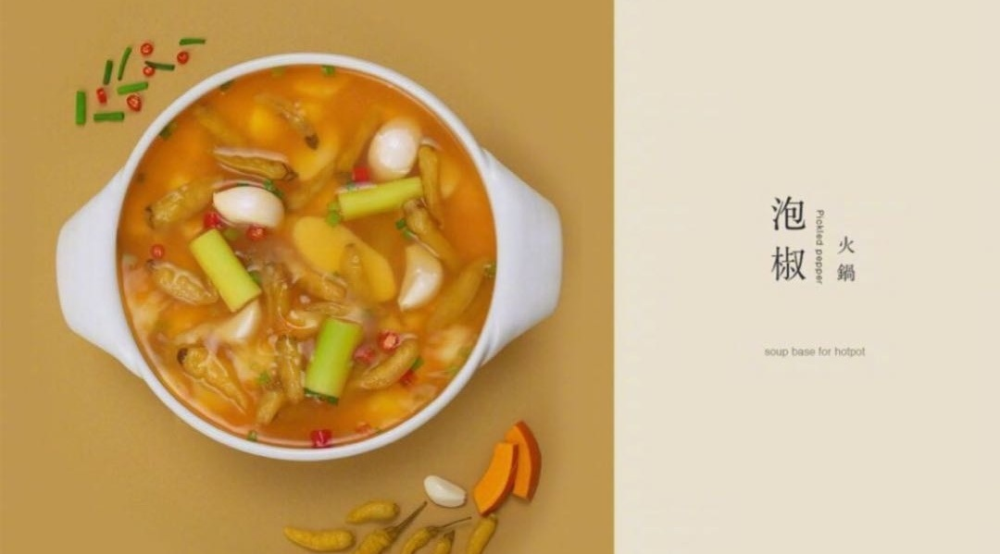 泡椒
Pickled pepper
火鍋
soup base for hotpot